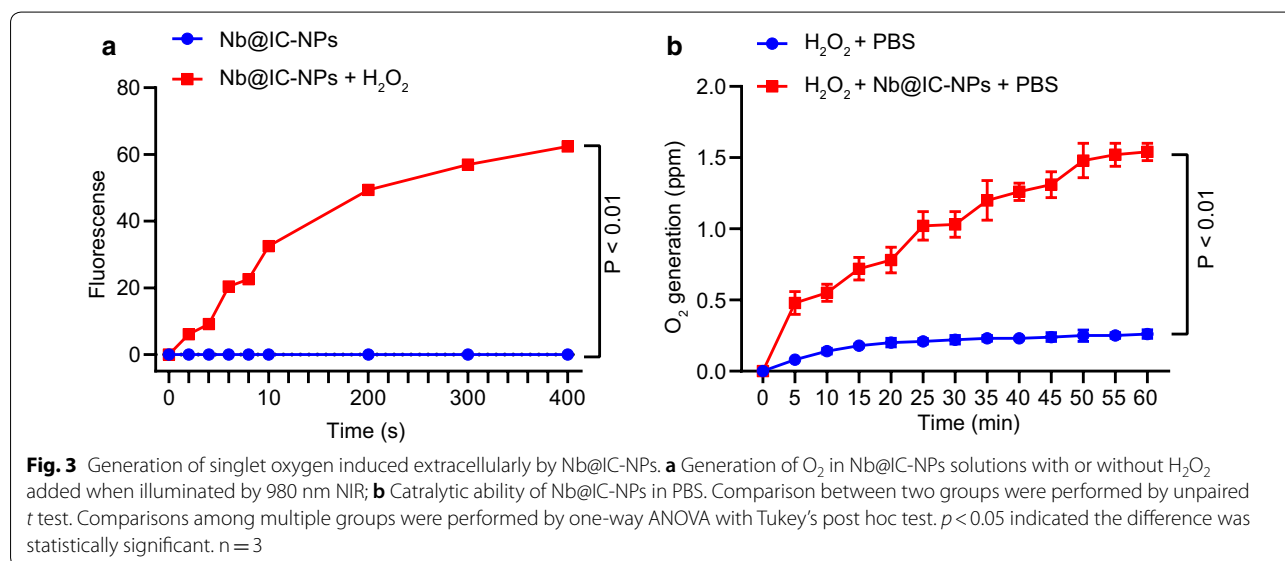 a
Nb@IC-NPs
Nb@IC-NPs + H₂O₂
80
60
40
20
0
Fluorescense
0 10 200 300 400
Time (s)
P < 0.01
b
H₂O₂ + PBS
H₂O₂ + Nb@IC-NPs + PBS
2.0
1.5
1.0
0.5
0.0
O₂ generation (ppm)
0 5 10 15 20 25 30 35 40 45 50 55 60
Time (min)
P < 0.01
Fig. 3 Generation of singlet oxygen induced extracellularly by Nb@IC-NPs. a Generation of O₂ in Nb@IC-NPs solutions with or without H₂O₂
added when illuminated by 980 nm NIR; b Catralytic ability of Nb@IC-NPs in PBS. Comparison between two groups were performed by unpaired
t test. Comparisons among multiple groups were performed by one-way ANOVA with Tukey's post hoc test. p < 0.05 indicated the difference was
statistically significant. n = 3